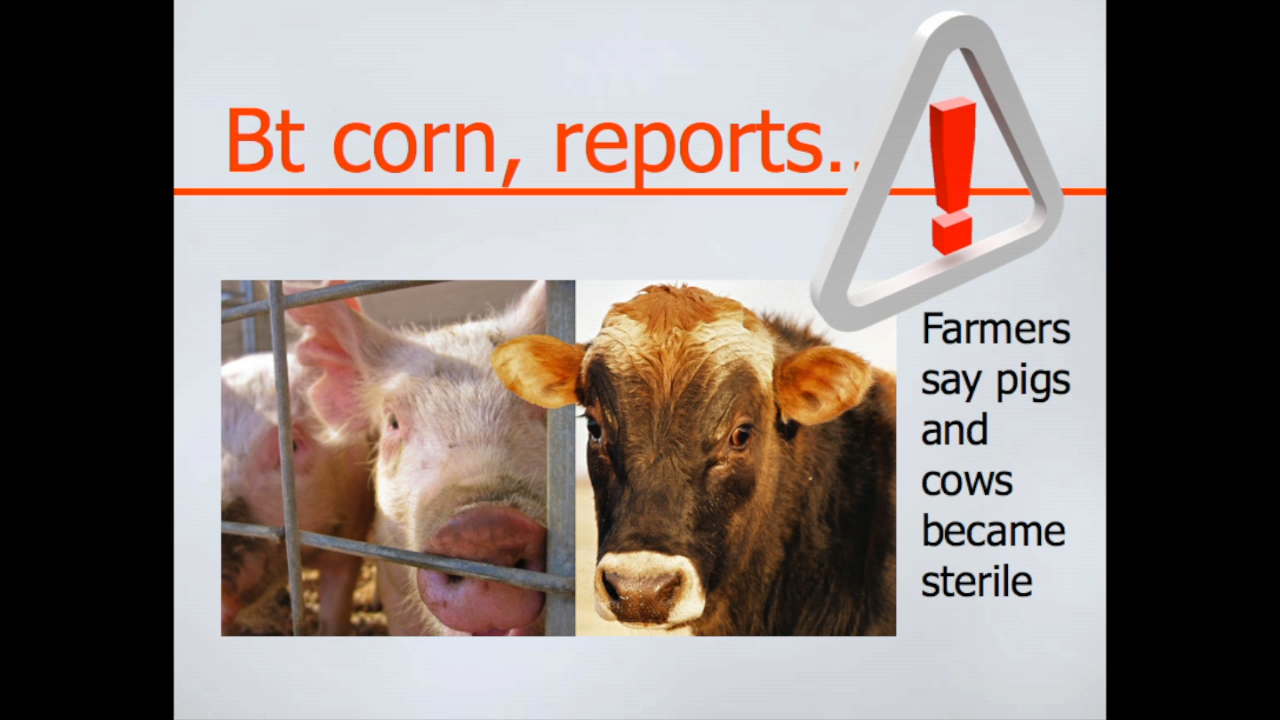 Bt corn, reports..
Farmers
say pigs
and
cows
became
sterile